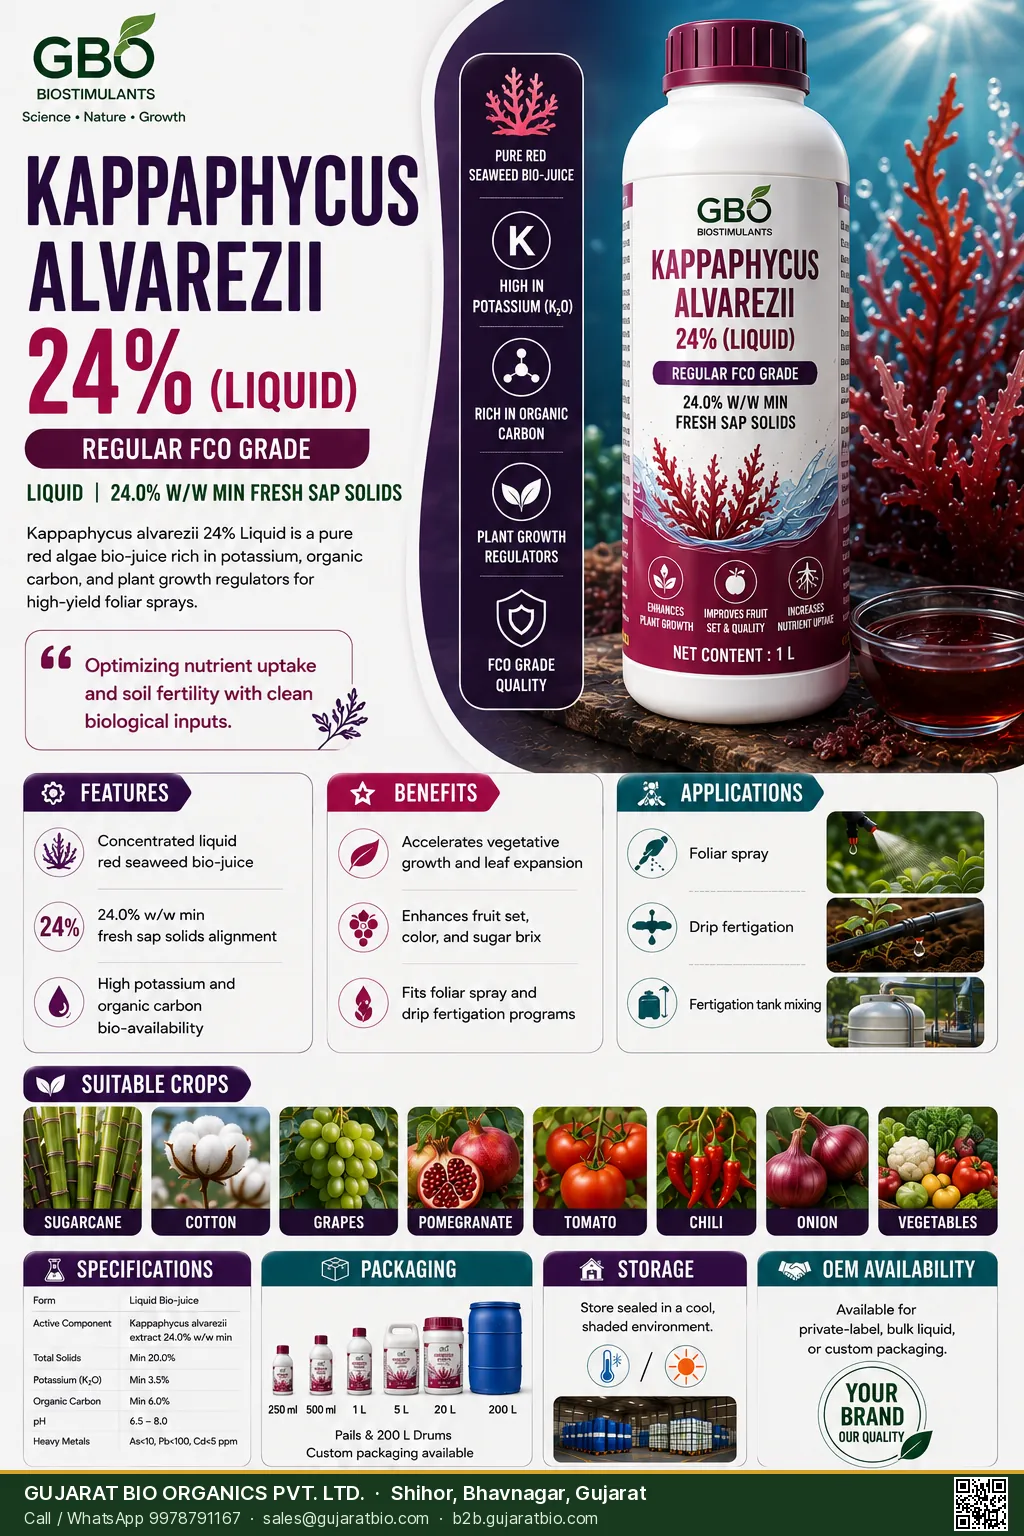 GBO
BIOSTIMULANTS
Science • Nature • Growth
KAPPAPHYCUS
ALVAREZII
24% (LIQUID)
REGULAR FCO GRADE
LIQUID | 24.0% W/W MIN FRESH SAP SOLIDS
Kappaphycus alvarezii 24% Liquid is a pure
red algae bio-juice rich in potassium, organic
carbon, and plant growth regulators for
high-yield foliar sprays.
“ Optimizing nutrient uptake
and soil fertility with clean
biological inputs.
PURE RED
SEAWEED BIO-JUICE
K
HIGH IN
POTASSIUM (K₂O)
RICH IN ORGANIC
CARBON
PLANT GROWTH
REGULATORS
FCO GRADE
QUALITY
GBO
BIOSTIMULANTS
KAPPAPHYCUS
ALVAREZII
24% (LIQUID)
REGULAR FCO GRADE
24.0% W/W MIN
FRESH SAP SOLIDS
ENHANCES
PLANT GROWTH
IMPROVES FRUIT
SET & QUALITY
INCREASES
NUTRIENT UPTAKE
NET CONTENT : 1 L
FEATURES
Concentrated liquid
red seaweed bio-juice
24%
24.0% w/w min
fresh sap solids alignment
High potassium and
organic carbon
bio-availability
BENEFITS
Accelerates vegetative
growth and leaf expansion
Enhances fruit set,
color, and sugar brix
Fits foliar spray and
drip fertigation programs
APPLICATIONS
Foliar spray
Drip fertigation
Fertigation tank mixing
SUITABLE CROPS
SUGARCANE
COTTON
GRAPES
POMEGRANATE
TOMATO
CHILI
ONION
VEGETABLES
SPECIFICATIONS
Form Liquid Bio-juice
Active Component Kappaphycus alvarezii
extract 24.0% w/w min
Total Solids Min 20.0%
Potassium (K₂O) Min 3.5%
Organic Carbon Min 6.0%
pH 6.5 – 8.0
Heavy Metals As<10, Pb<100, Cd<5 ppm
PACKAGING
250 ml 500 ml 1 L 5 L 20 L 200 L
Pails & 200 L Drums
Custom packaging available
STORAGE
Store sealed in a cool,
shaded environment.
/
OEM AVAILABILITY
Available for
private-label, bulk liquid,
or custom packaging.
YOUR
BRAND
OUR QUALITY
GUJARAT BIO ORGANICS PVT. LTD. · Shihor, Bhavnagar, Gujarat
Call / WhatsApp 9978791167 · sales@gujaratbio.com · b2b.gujaratbio.com